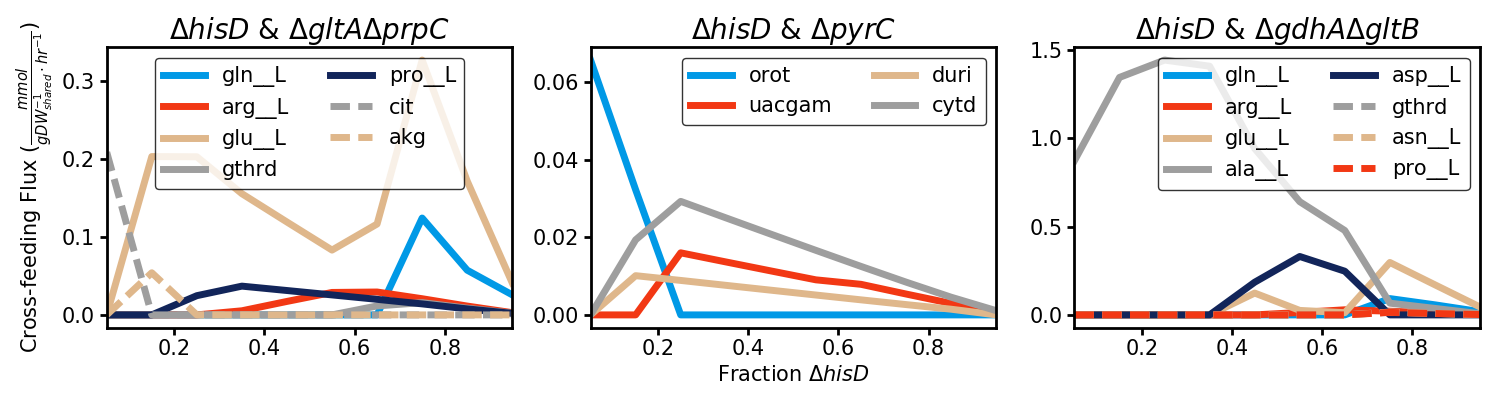 ΔhisD & ΔgltAΔprpC
ΔhisD & ΔpyrC
ΔhisD & ΔgdhAΔgltB
Cross-feeding Flux (mmol / gDW⁻¹shared · hr⁻¹)
0.3
0.2
0.1
0.0
gln__L
arg__L
glu__L
gthrd
pro__L
cit
akg
0.2 0.4 0.6 0.8
0.06
0.04
0.02
0.00
orot
uacgam
duri
cytd
0.2 0.4 0.6 0.8
Fraction ΔhisD
1.5
1.0
0.5
0.0
gln__L
arg__L
glu__L
ala__L
asp__L
gthrd
asn__L
pro__L
0.2 0.4 0.6 0.8